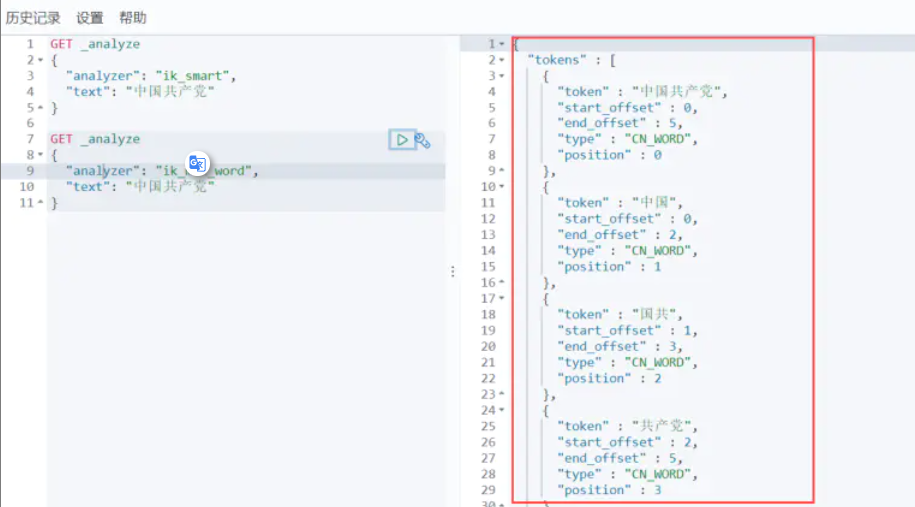 历史记录 设置 帮助
1 GET _analyze
2 {
3 "analyzer": "ik_smart",
4 "text": "中国共产党"
5 }
6
7 GET _analyze
8 {
9 "analyzer": "ik_ word",
10 "text": "中国共产党"
11 }
1 {
2 "tokens" : [
3 {
4 "token" : "中国共产党",
5 "start_offset" : 0,
6 "end_offset" : 5,
7 "type" : "CN_WORD",
8 "position" : 0
9 },
10 {
11 "token" : "中国",
12 "start_offset" : 0,
13 "end_offset" : 2,
14 "type" : "CN_WORD",
15 "position" : 1
16 },
17 {
18 "token" : "国共",
19 "start_offset" : 1,
20 "end_offset" : 3,
21 "type" : "CN_WORD",
22 "position" : 2
23 },
24 {
25 "token" : "共产党",
26 "start_offset" : 2,
27 "end_offset" : 5,
28 "type" : "CN_WORD",
29 "position" : 3